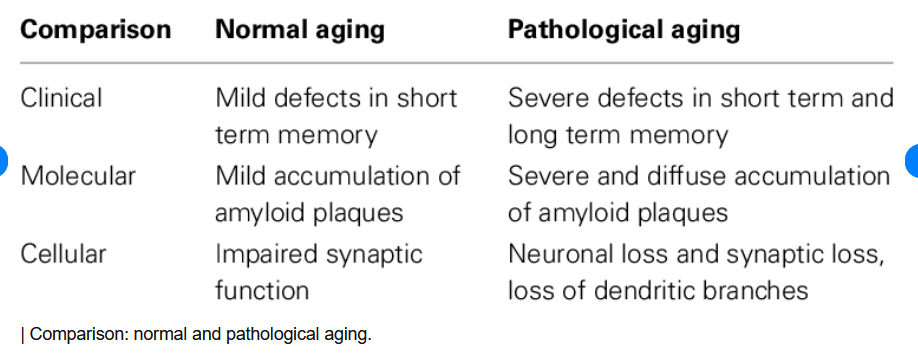 Comparison Normal aging Pathological aging
Clinical Mild defects in short Severe defects in short term and
term memory long term memory
Molecular Mild accumulation of Severe and diffuse accumulation
amyloid plaques of amyloid plaques
Cellular Impaired synaptic Neuronal loss and synaptic loss,
function loss of dendritic branches
| Comparison: normal and pathological aging.